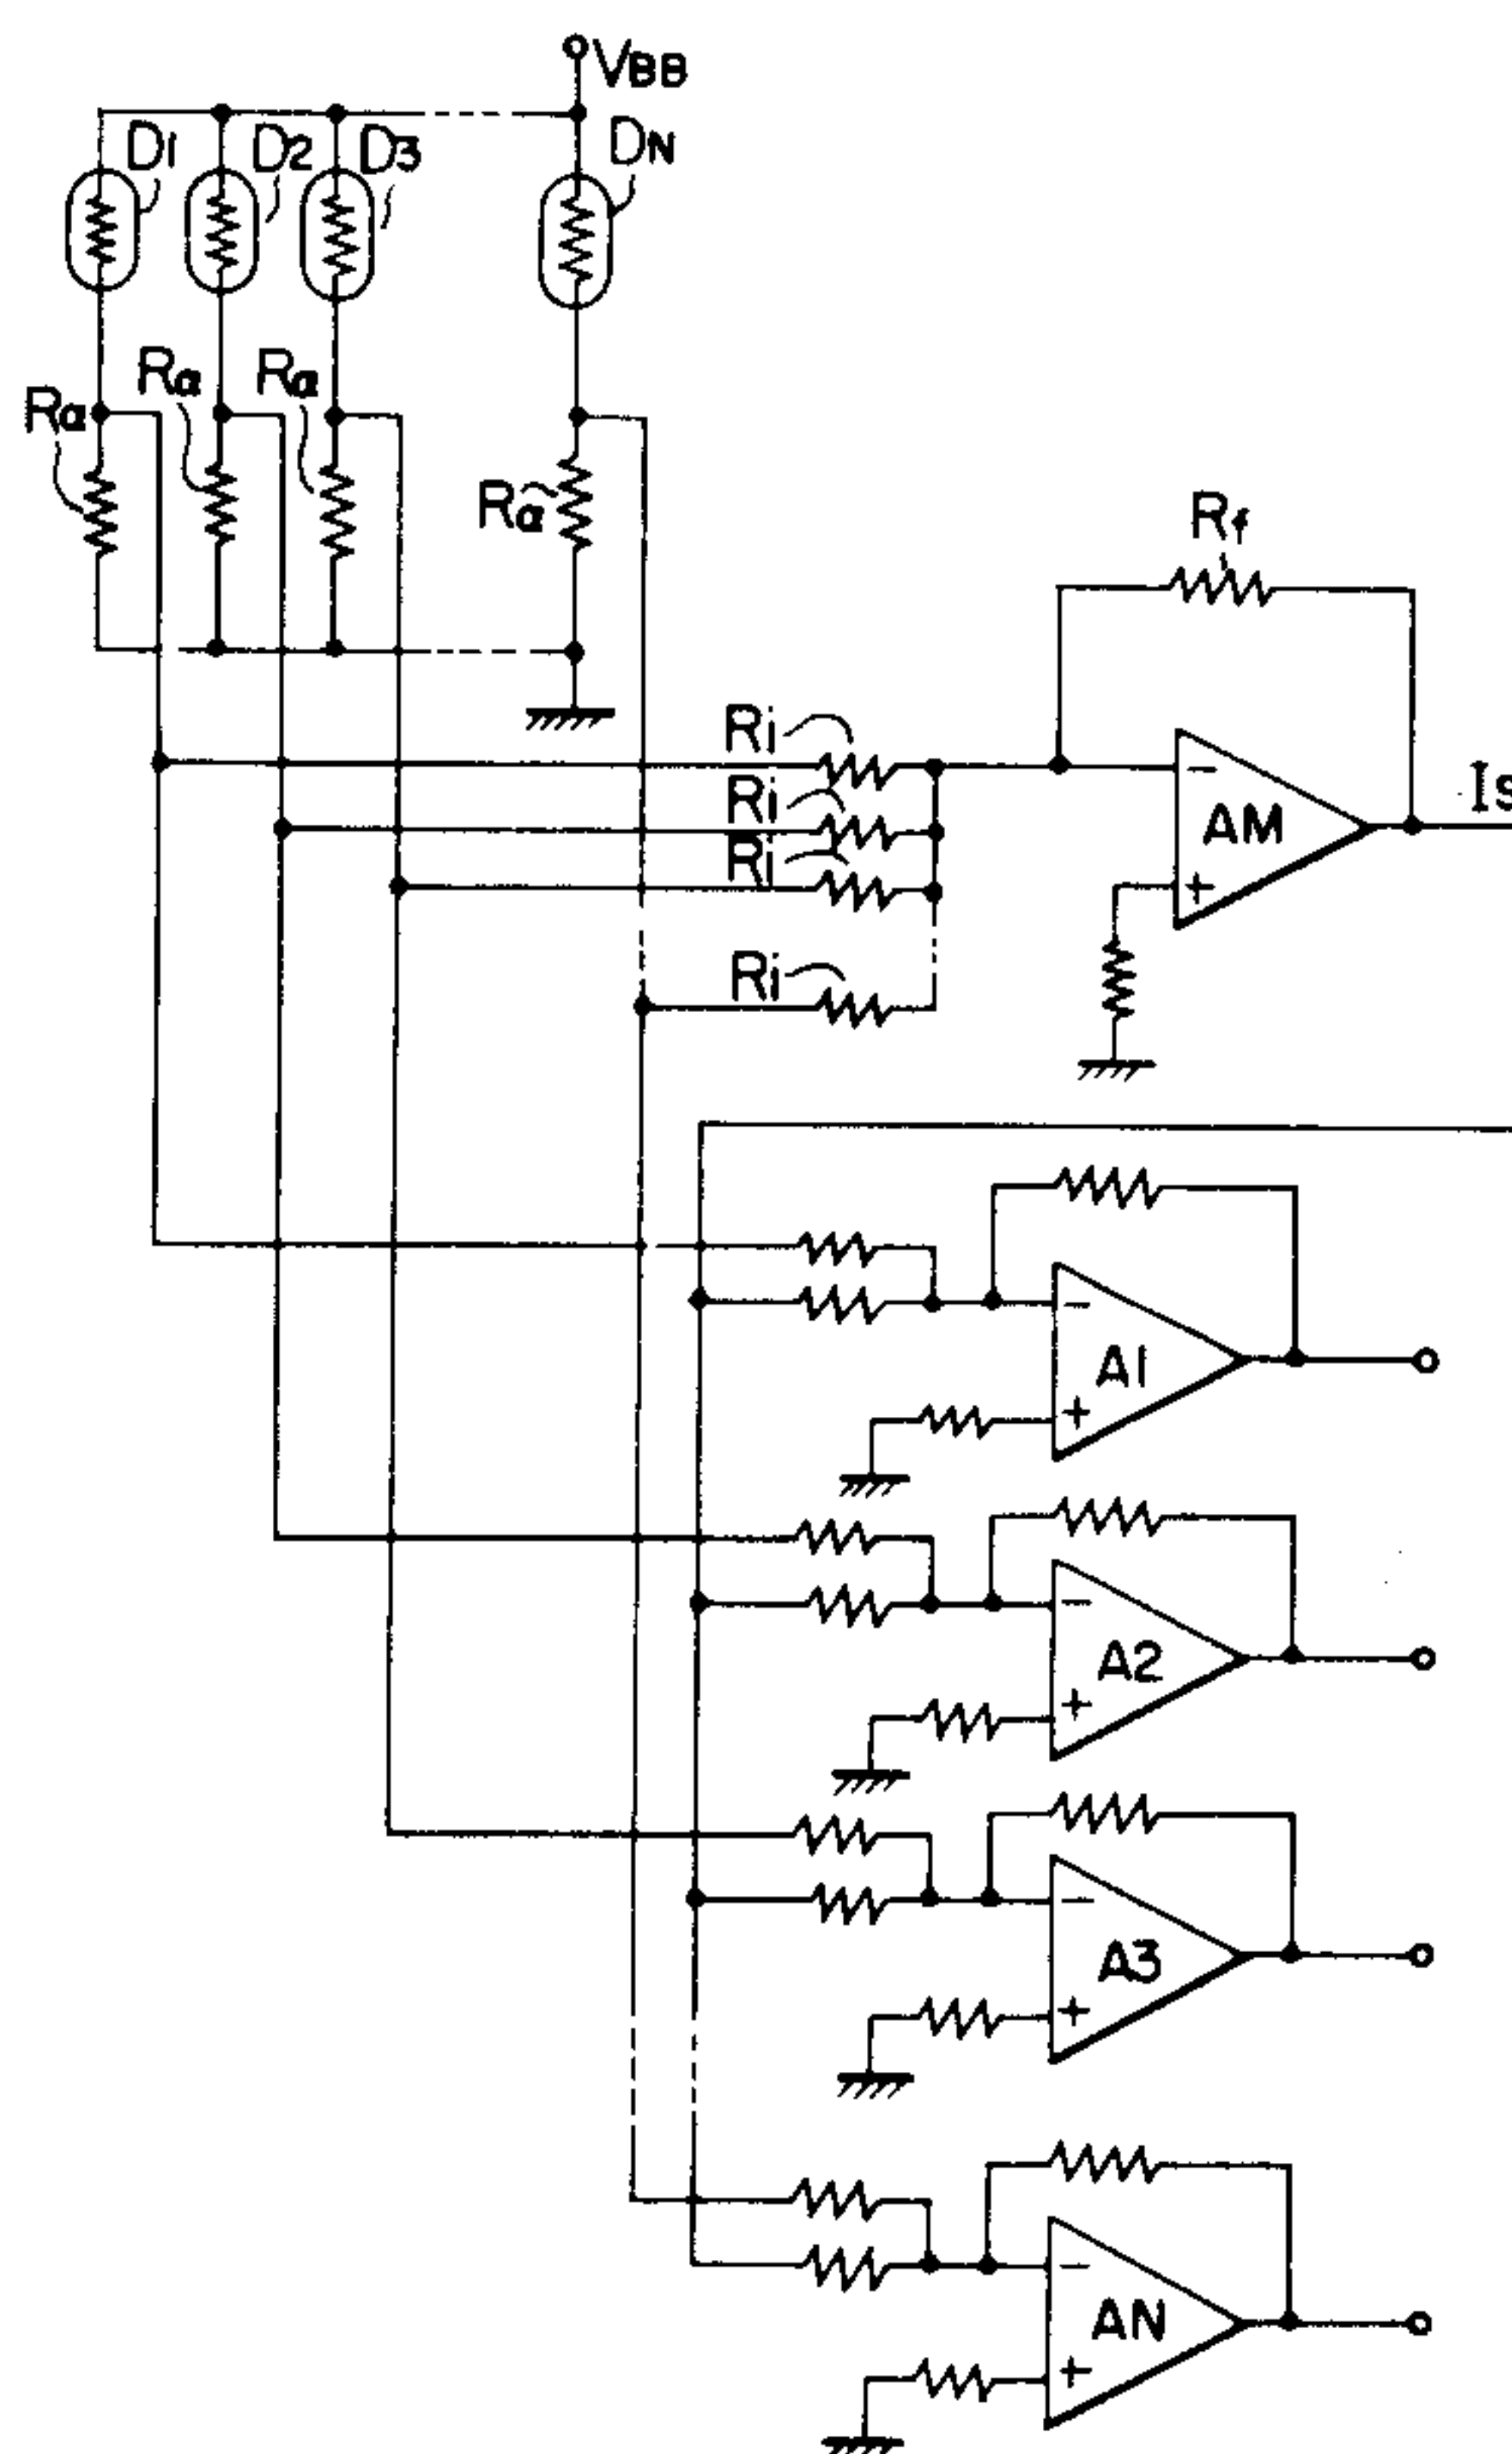 VBB
D1 D2 D3 DN
Ra Ra Ra
Ra
Rf
Ri
Ri
Ri
Ri
− AM +
Is
− A1 +
− A2 +
− A3 +
− AN +